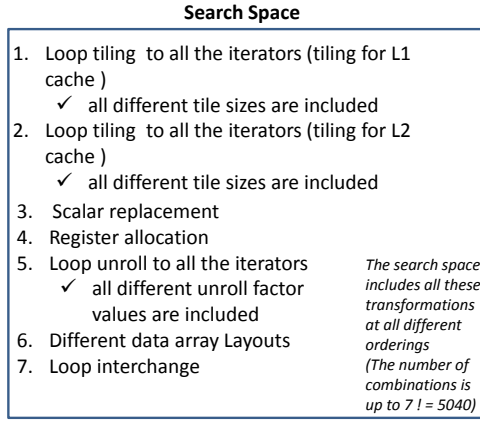 Search Space
1. Loop tiling to all the iterators (tiling for L1
cache )
✓ all different tile sizes are included
2. Loop tiling to all the iterators (tiling for L2
cache )
✓ all different tile sizes are included
3. Scalar replacement
4. Register allocation
5. Loop unroll to all the iterators
✓ all different unroll factor
values are included
6. Different data array Layouts
7. Loop interchange
The search space
includes all these
transformations
at all different
orderings
(The number of
combinations is
up to 7 ! = 5040)